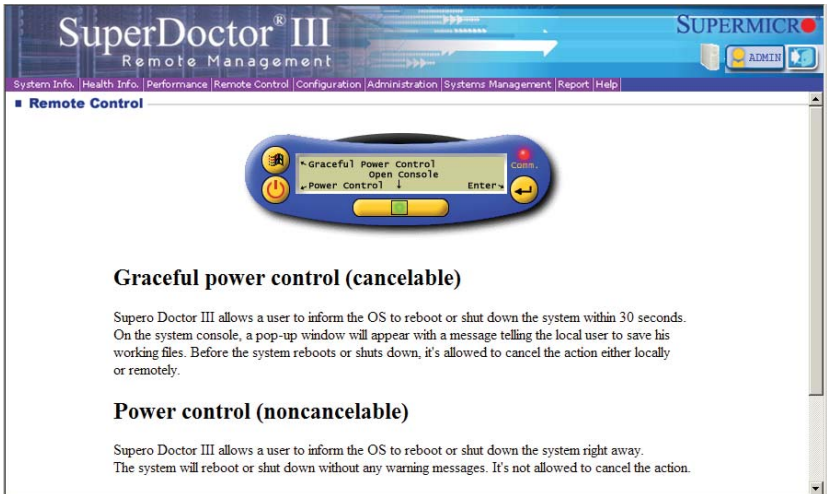 SuperDoctor® III
Remote Management
SUPERMICRO
ADMIN
System Info. |Health Info. |Performance |Remote Control |Configuration |Administration |Systems Management |Report |Help|
Remote Control
Graceful Power Control
Open Console
Power Control ↓ Enter
Comm.
Graceful power control (cancelable)
Supero Doctor III allows a user to inform the OS to reboot or shut down the system within 30 seconds.
On the system console, a pop-up window will appear with a message telling the local user to save his
working files. Before the system reboots or shuts down, it's allowed to cancel the action either locally
or remotely.
Power control (noncancelable)
Supero Doctor III allows a user to inform the OS to reboot or shut down the system right away.
The system will reboot or shut down without any warning messages. It's not allowed to cancel the action.